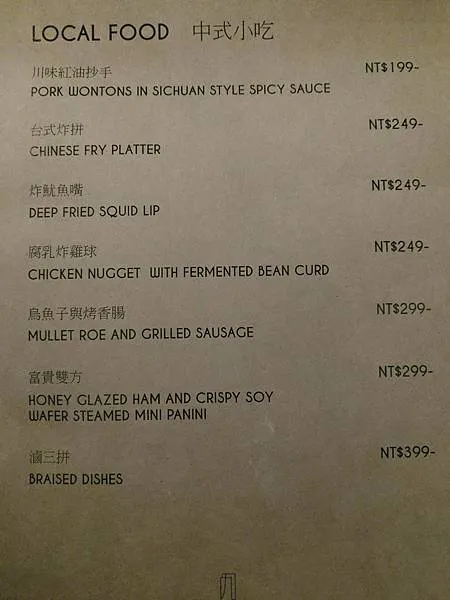 LOCAL FOOD 中式小吃
川味紅油抄手 NT$199-
PORK WONTONS IN SICHUAN STYLE SPICY SAUCE
台式炸拼 NT$249-
CHINESE FRY PLATTER
炸魷魚嘴 NT$249-
DEEP FRIED SQUID LIP
腐乳炸雞球 NT$249-
CHICKEN NUGGET WITH FERMENTED BEAN CURD
烏魚子與烤香腸 NT$299-
MULLET ROE AND GRILLED SAUSAGE
富貴雙方 NT$299-
HONEY GLAZED HAM AND CRISPY SOY
WAFER STEAMED MINI PANINI
滷三拼 NT$399-
BRAISED DISHES